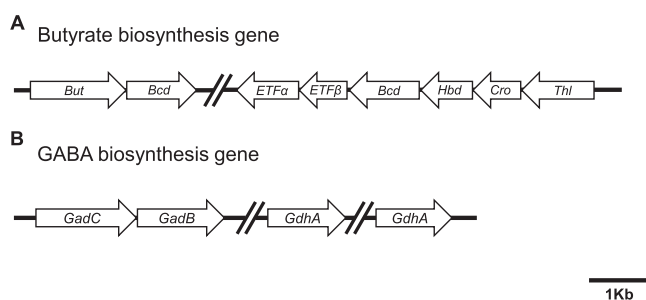 A Butyrate biosynthesis gene
But Bcd ETFα ETFβ Bcd Hbd Cro Thl
B
GABA biosynthesis gene
GadC GadB GdhA GdhA
1Kb